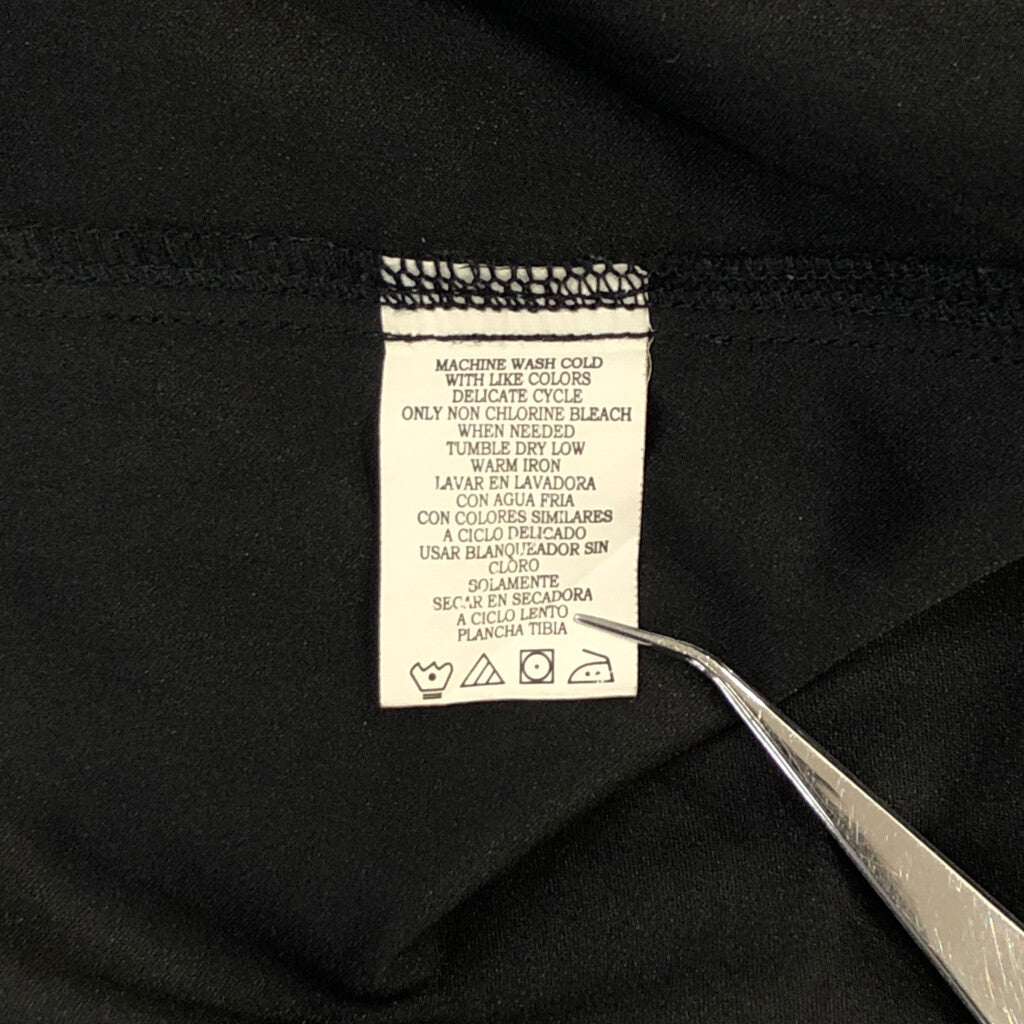 MACHINE WASH COLD
WITH LIKE COLORS
DELICATE CYCLE
ONLY NON CHLORINE BLEACH
WHEN NEEDED
TUMBLE DRY LOW
WARM IRON
LAVAR EN LAVADORA
CON AGUA FRIA
CON COLORES SIMILARES
A CICLO DELICADO
USAR BLANQUEADOR SIN
CLORO
SOLAMENTE
SECAR EN SECADORA
A CICLO LENTO
PLANCHA TIBIA